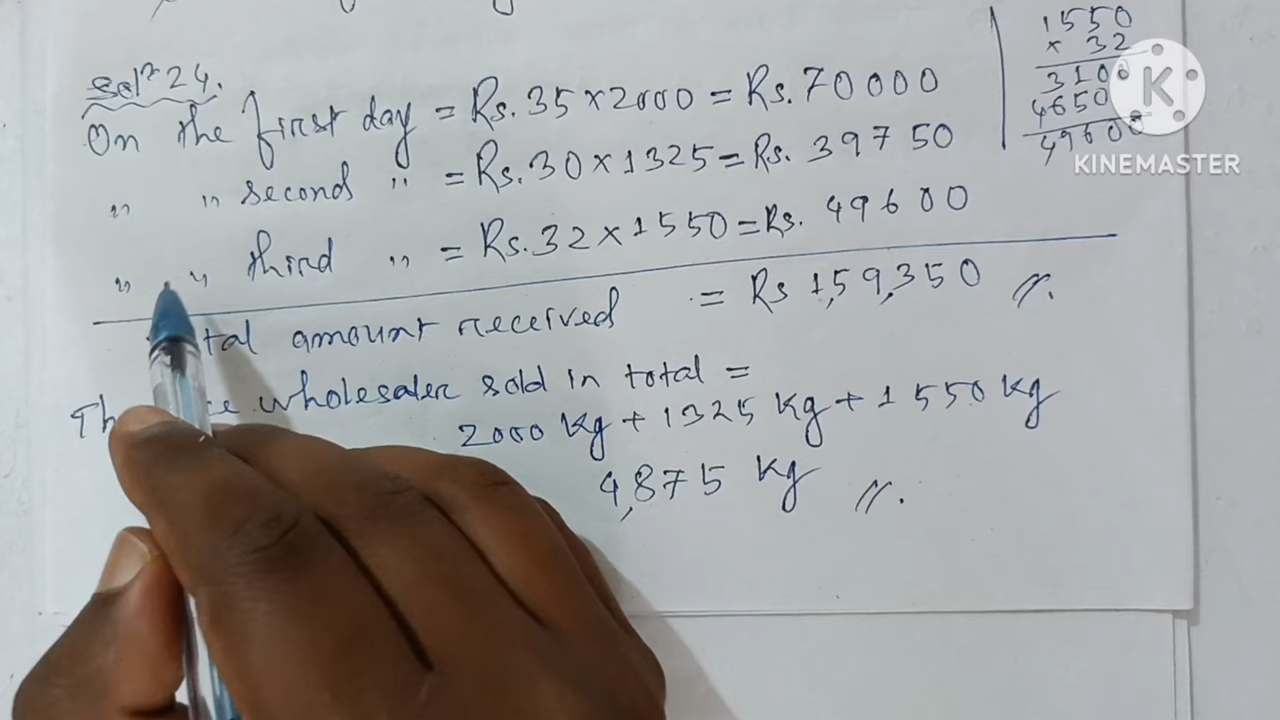 Solⁿ 24.
On the first day = Rs. 35 × 2000 = Rs. 70000
" " second " = Rs. 30 × 1325 = Rs. 39750
" " third " = Rs. 32 × 1550 = Rs. 49600
tal amount received = Rs 1,59,350 //.
wholesaler sold in total =
2000 kg + 1325 kg + 1550 kg
4,875 kg //.
1550
× 32
3100
4650
49600
K
KINEMASTER